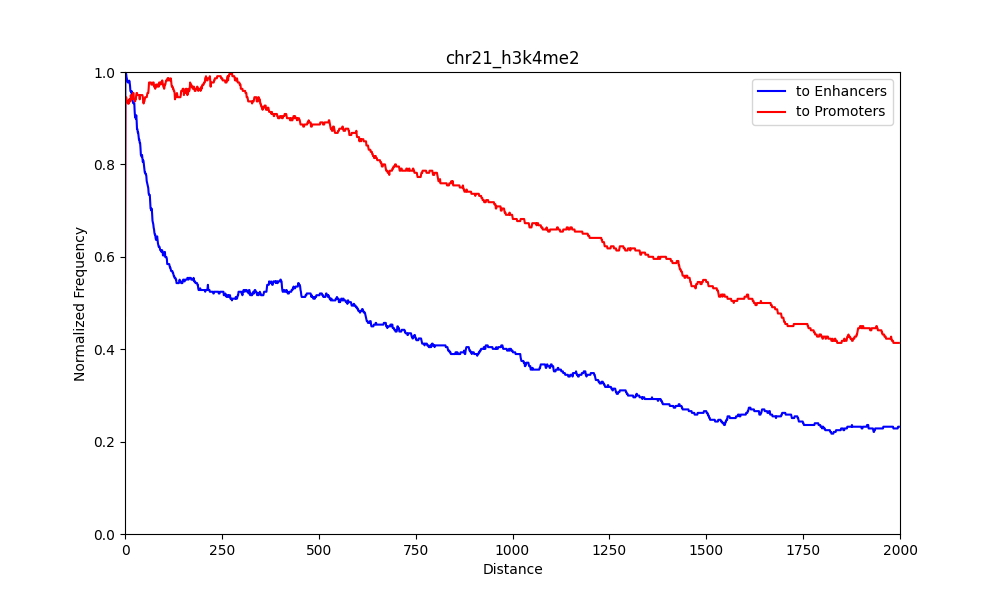 chr21_h3k4me2
to Enhancers
to Promoters
1.0
0.8
0.6
0.4
0.2
0.0
Normalized Frequency
0 250 500 750 1000 1250 1500 1750 2000
Distance